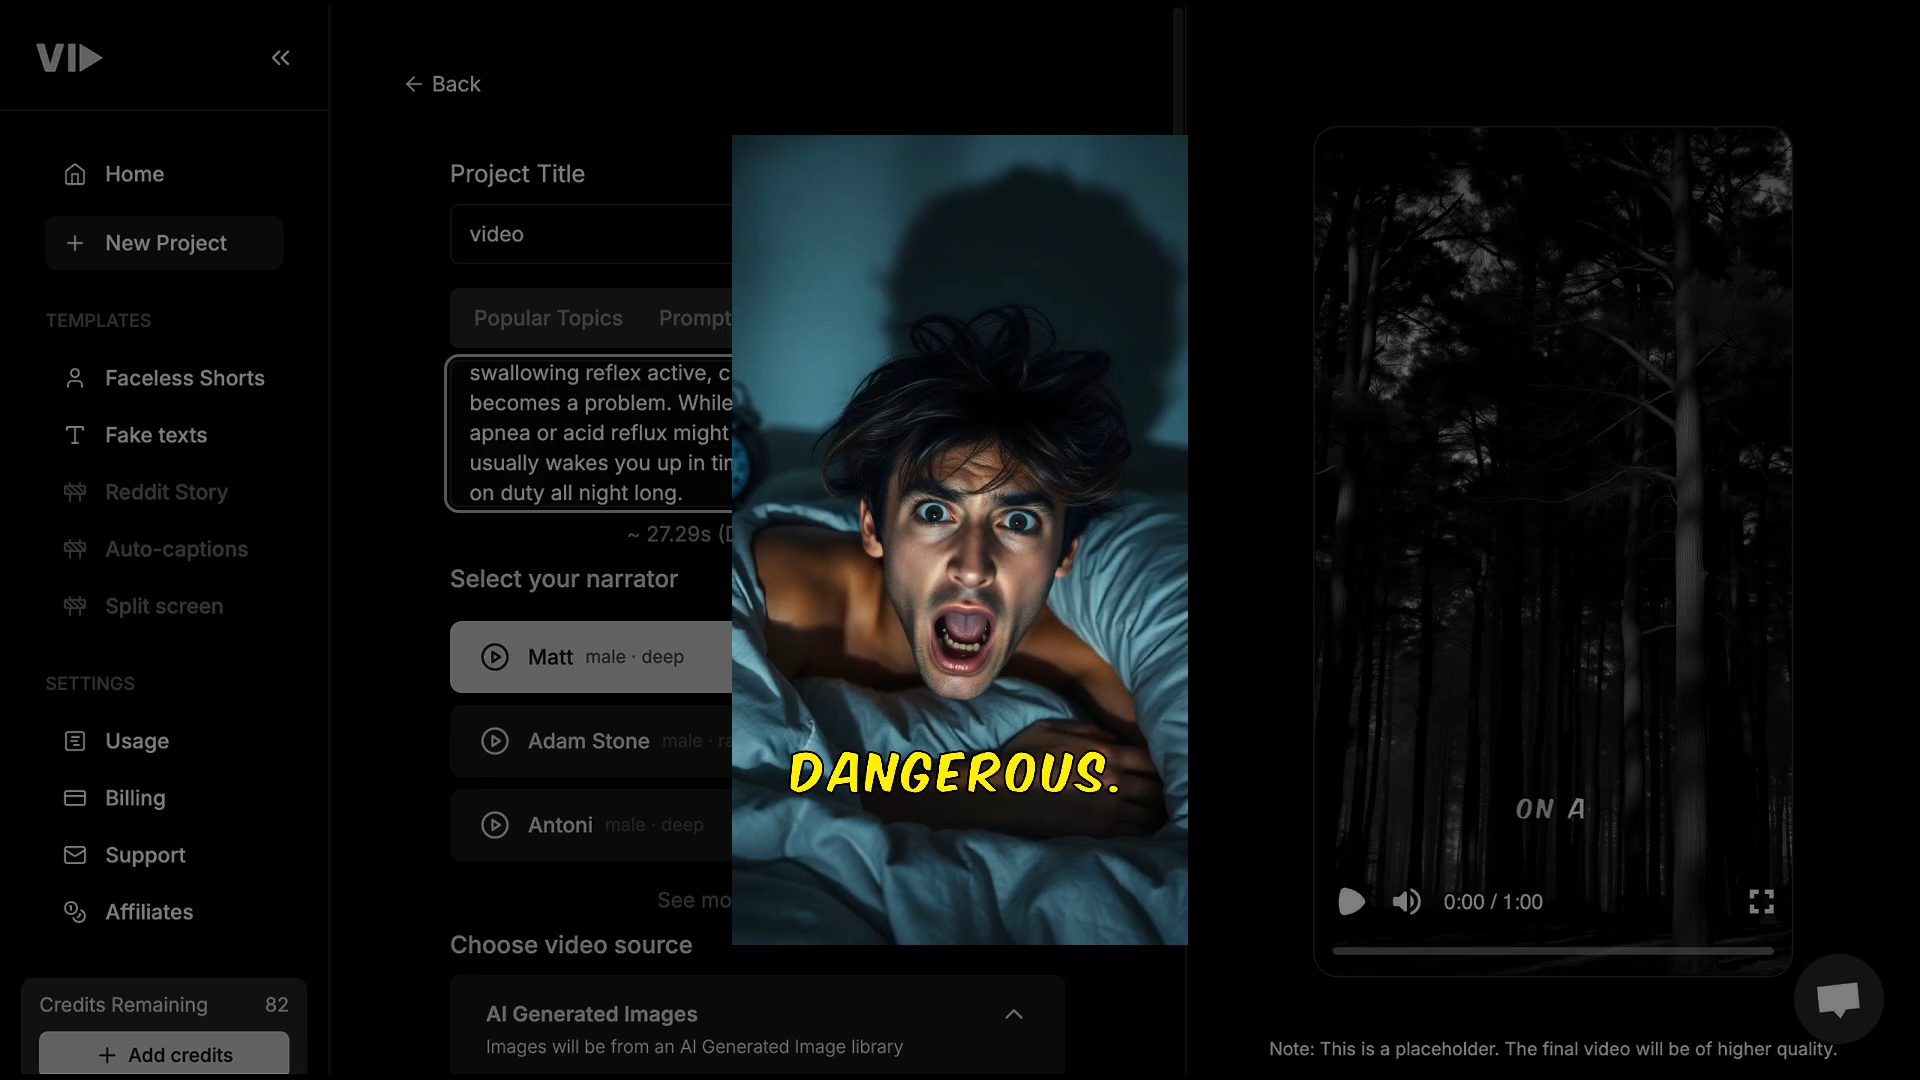 VID
Back
Home
New Project
TEMPLATES
Faceless Shorts
Fake texts
Reddit Story
Auto-captions
Split screen
SETTINGS
Usage
Billing
Support
Affiliates
Credits Remaining 82
Add credits
Project Title
video
Popular Topics Prompt
swallowing reflex active, c
becomes a problem. While
apnea or acid reflux might
usually wakes you up in tim
on duty all night long.
~ 27.29s (D
Select your narrator
Matt male · deep
Adam Stone male · ra
Antoni male · deep
See mo
Choose video source
AI Generated Images
Images will be from an AI Generated Image library
DANGEROUS.
ON A
0:00 / 1:00
Note: This is a placeholder. The final video will be of higher quality.